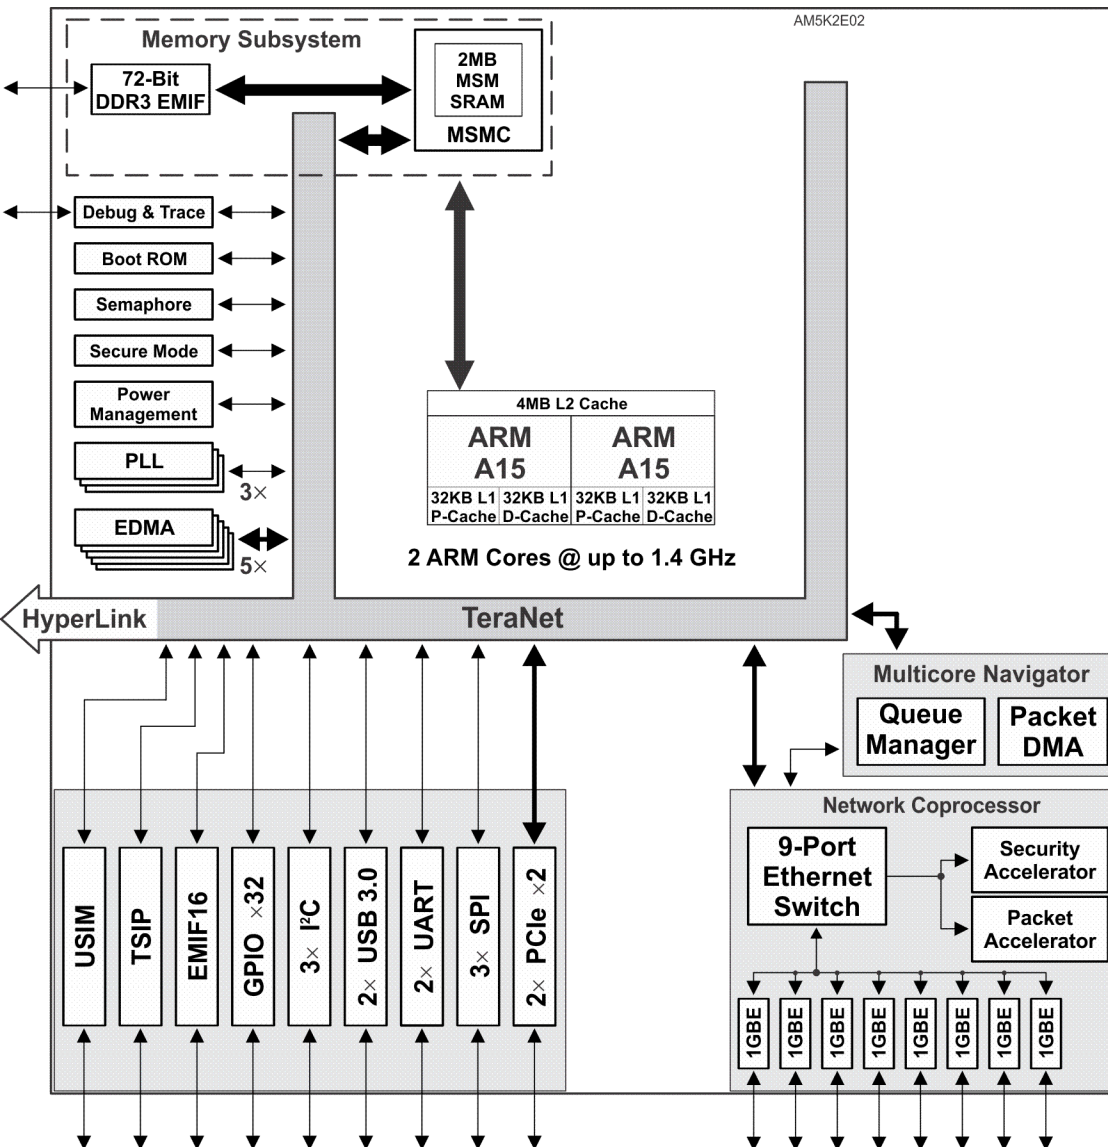 AM5K2E02
Memory Subsystem
72-Bit
DDR3 EMIF
2MB
MSM
SRAM
MSMC
Debug & Trace
Boot ROM
Semaphore
Secure Mode
Power
Management
PLL
3×
EDMA
5×
4MB L2 Cache
ARM
A15
ARM
A15
32KB L1
P-Cache
32KB L1
D-Cache
32KB L1
P-Cache
32KB L1
D-Cache
2 ARM Cores @ up to 1.4 GHz
HyperLink
TeraNet
Multicore Navigator
Queue
Manager
Packet
DMA
USIM
TSIP
EMIF16
GPIO ×32
3× I²C
2× USB 3.0
2× UART
3× SPI
2× PCIe ×2
Network Coprocessor
9-Port
Ethernet
Switch
Security
Accelerator
Packet
Accelerator
1GBE
1GBE
1GBE
1GBE
1GBE
1GBE
1GBE
1GBE